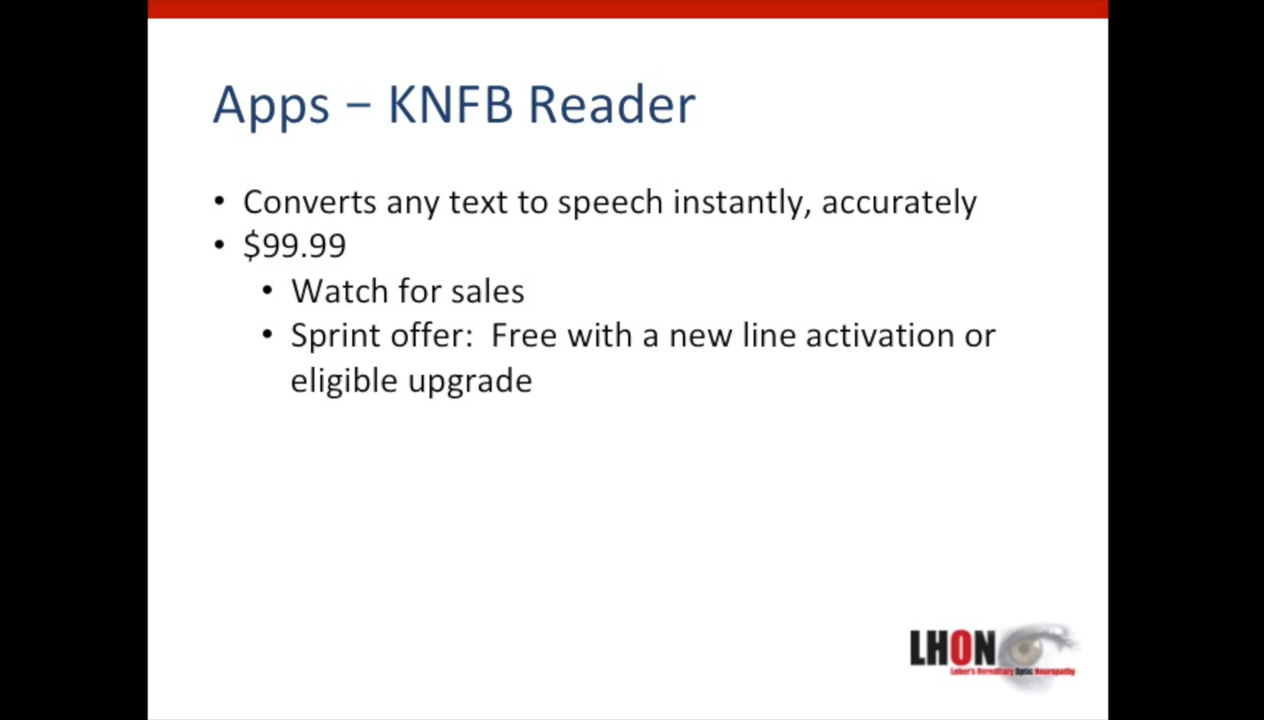 Apps – KNFB Reader
• Converts any text to speech instantly, accurately
• $99.99
• Watch for sales
• Sprint offer:  Free with a new line activation or
eligible upgrade
LHON
Leber's Hereditary Optic Neuropathy